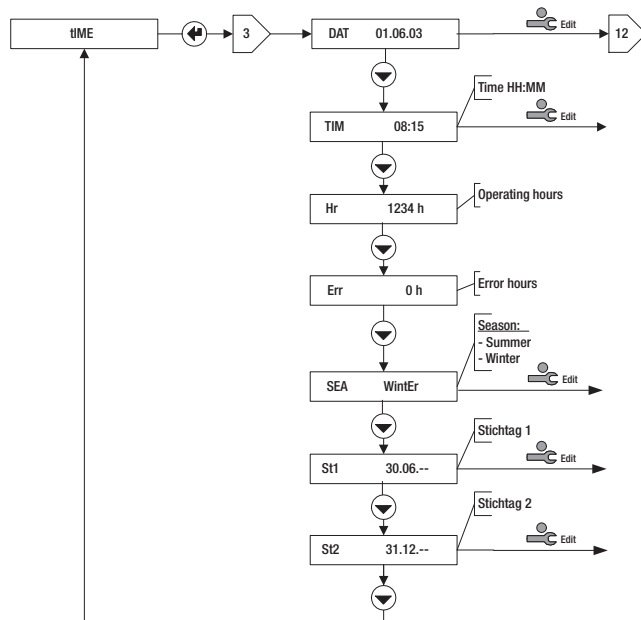 tIME
3
DAT 01.06.03
Edit
12
Time HH:MM
TIM 08:15
Edit
Hr 1234 h
Operating hours
Err 0 h
Error hours
Season:
- Summer
- Winter
SEA WintEr
Edit
Stichtag 1
St1 30.06.--
Edit
Stichtag 2
St2 31.12.--
Edit